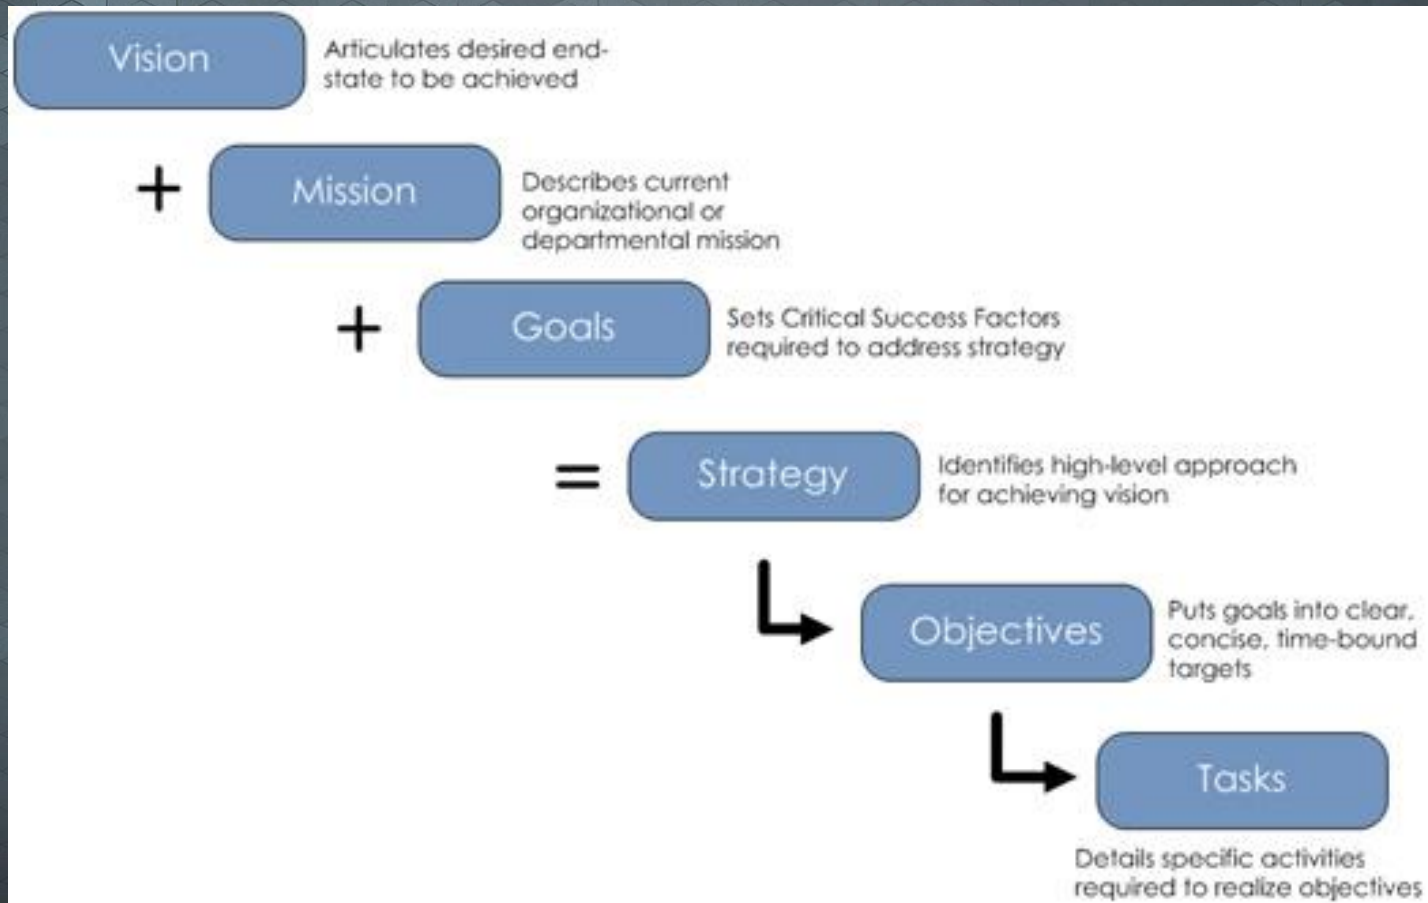 Vision
Articulates desired end-
state to be achieved
+
Mission
Describes current
organizational or
departmental mission
+
Goals
Sets Critical Success Factors
required to address strategy
=
Strategy
Identifies high-level approach
for achieving vision
Objectives
Puts goals into clear,
concise, time-bound
targets
Tasks
Details specific activities
required to realize objectives